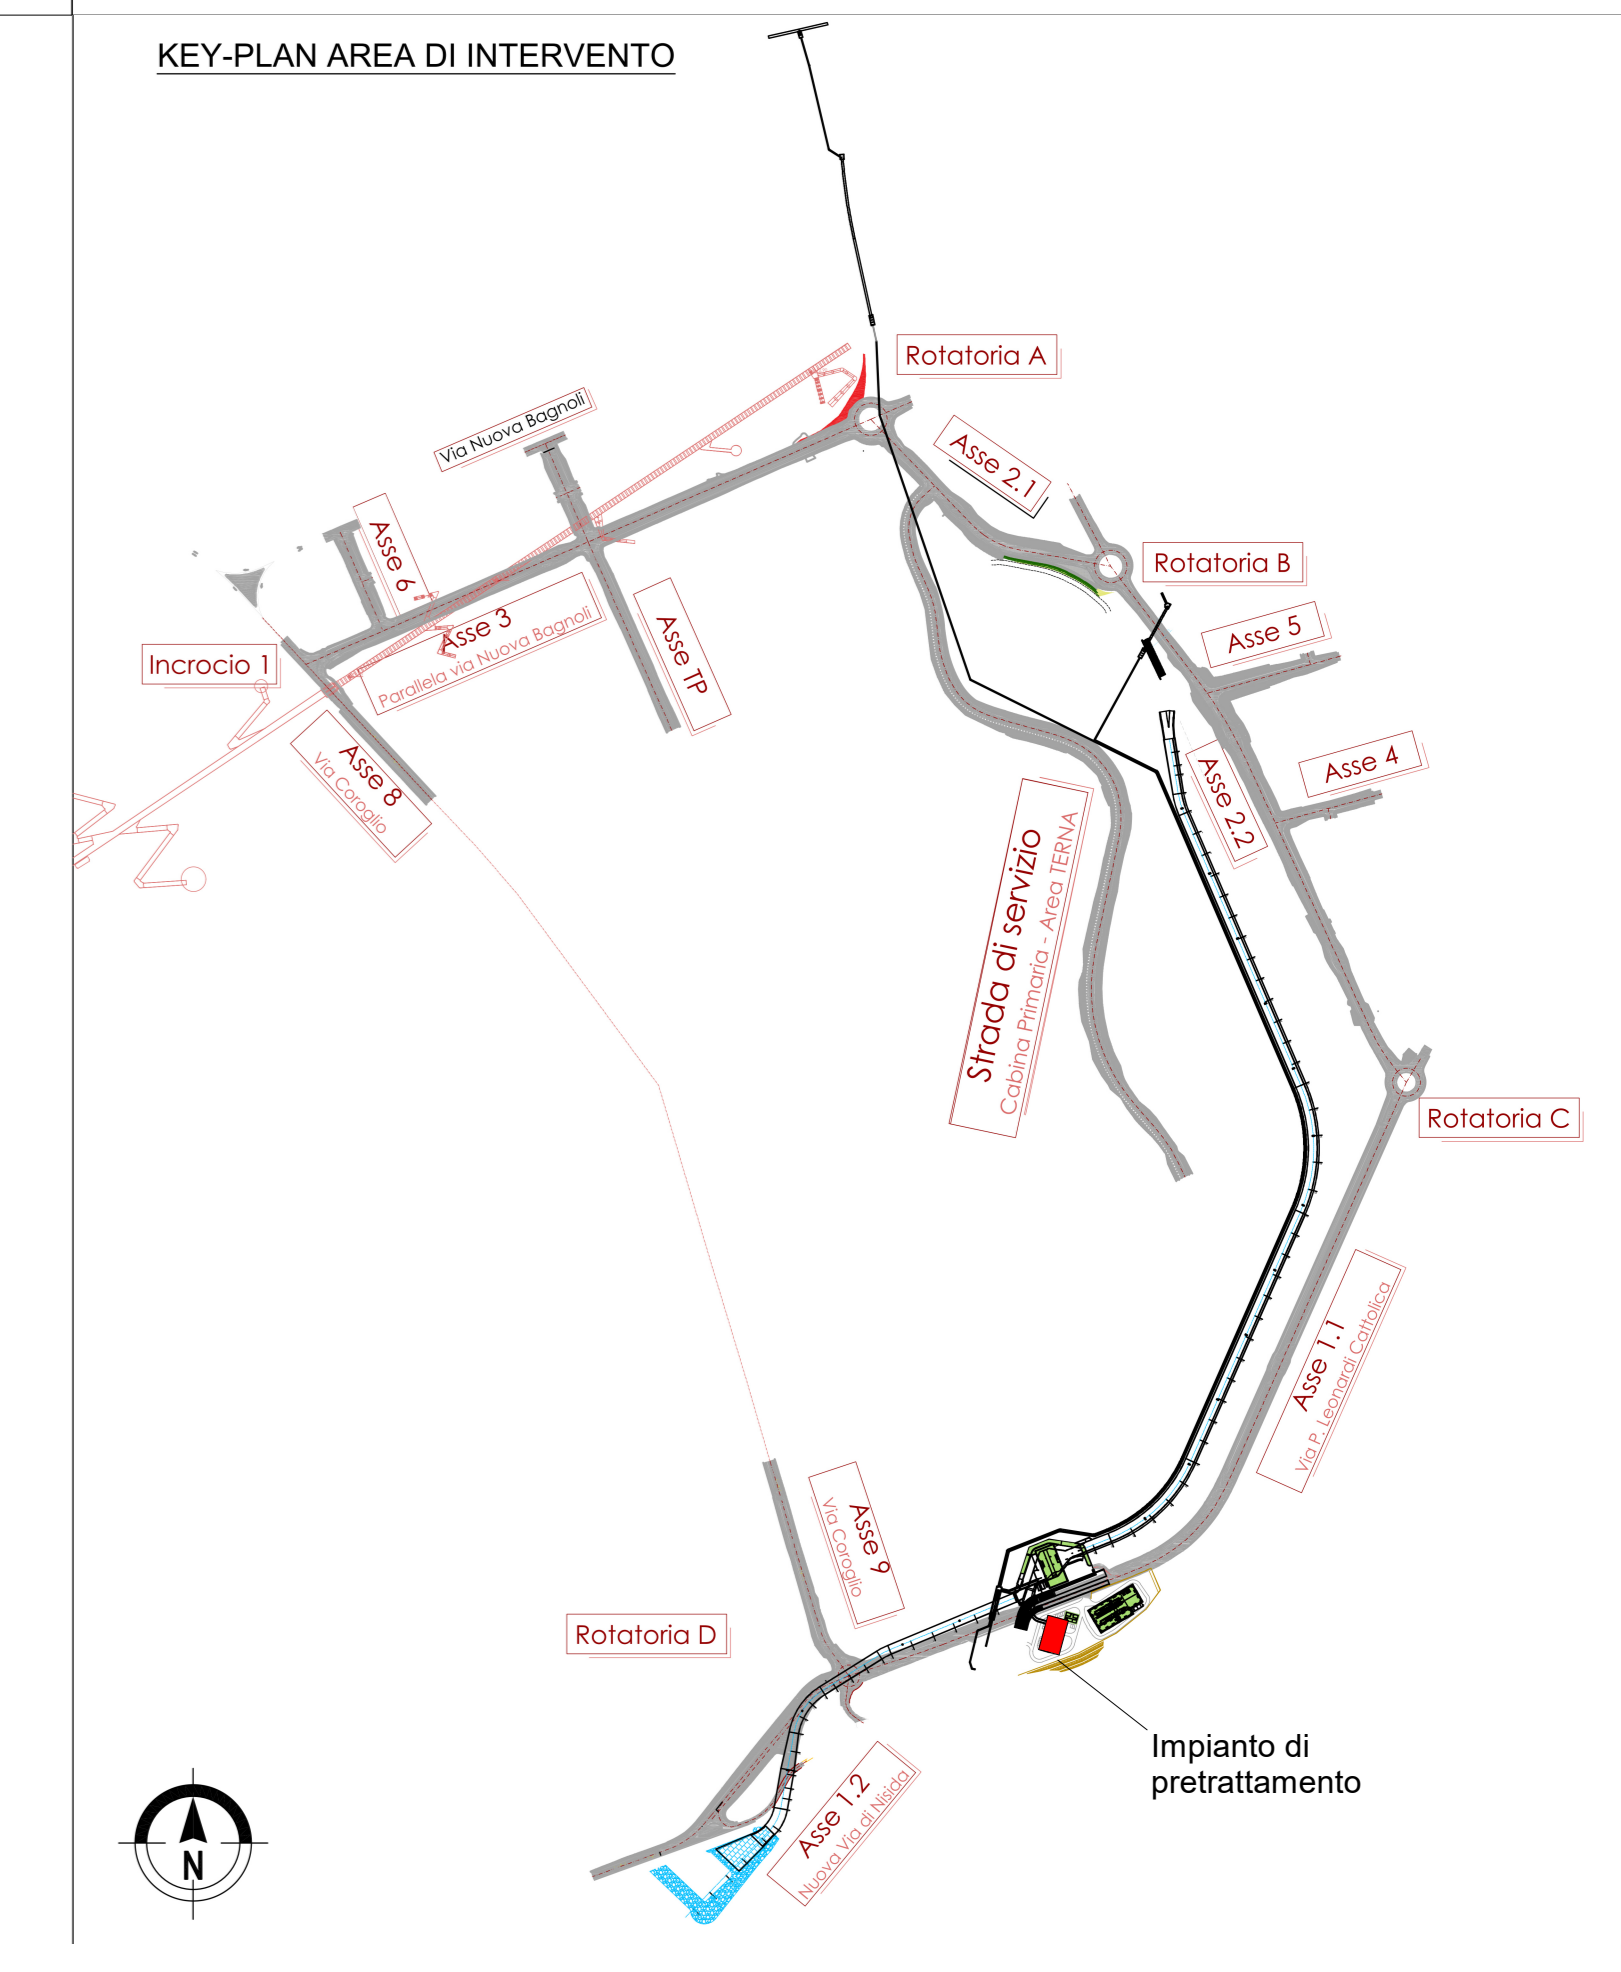 KEY-PLAN AREA DI INTERVENTO
Rotatoria A
Via Nuova Bagnoli
Asse 2.1
Asse 6
Rotatoria B
Asse 5
Asse 3
Parallela via Nuova Bagnoli
Asse TP
Incrocio 1
Asse 8
Via Coroglio
Asse 4
Asse 2.2
Strada di servizio
Cabina Primaria - Area TERNA
Rotatoria C
Asse 1.1
Via P. Leonardi Cattolica
Asse 9
Via Coroglio
Rotatoria D
Impianto di
pretrattamento
Asse 1.2
Nuova Via di Nisida
N